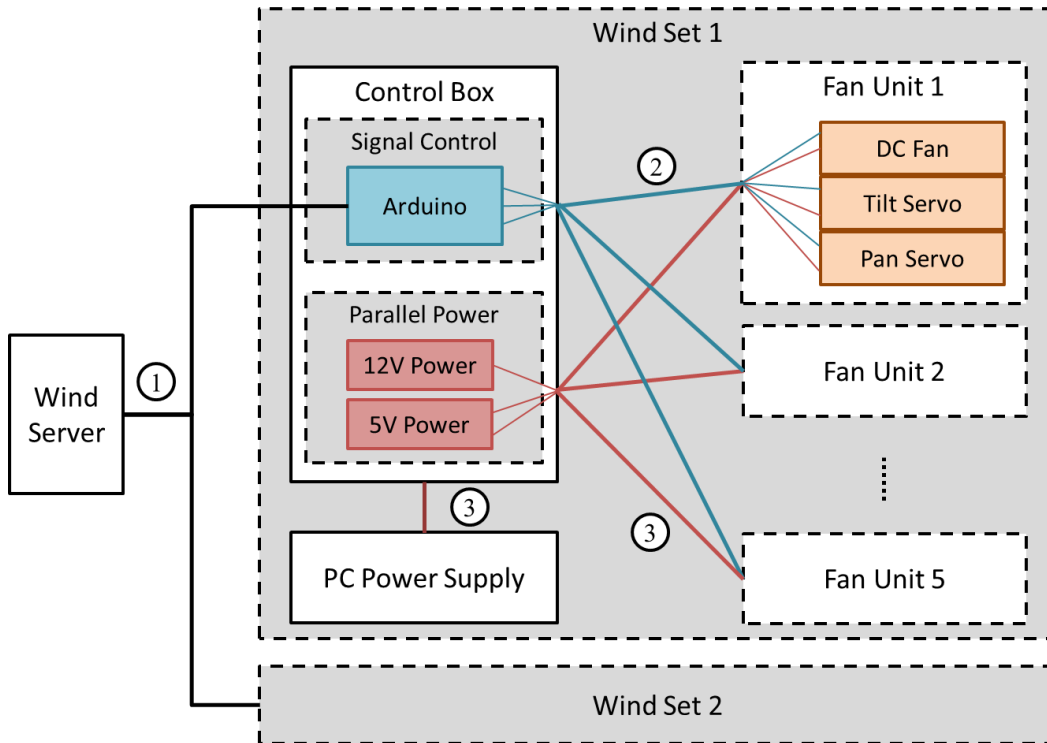 Wind Set 1
Control Box
Signal Control
Arduino
Parallel Power
12V Power
5V Power
3
PC Power Supply
Wind
Server
1
2
3
Fan Unit 1
DC Fan
Tilt Servo
Pan Servo
Fan Unit 2
Fan Unit 5
Wind Set 2